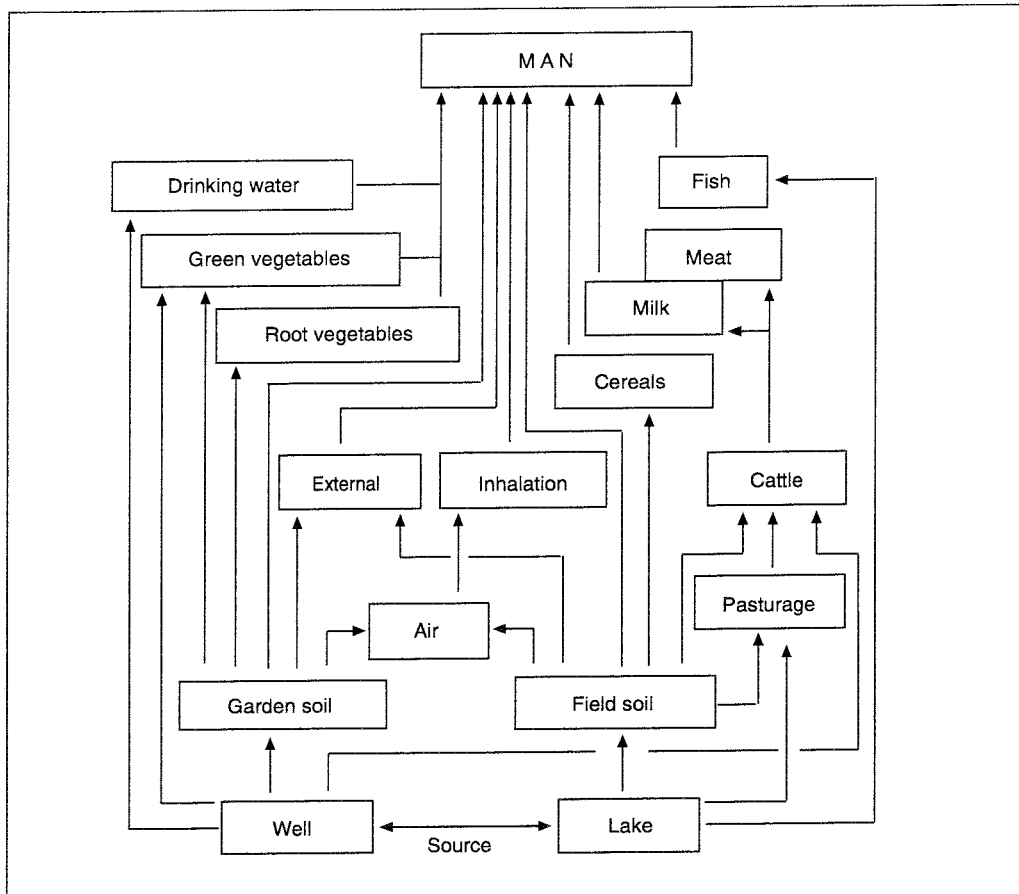 MAN
Drinking water
Fish
Green vegetables
Meat
Milk
Root vegetables
Cereals
External
Inhalation
Cattle
Pasturage
Air
Garden soil
Field soil
Well
Source
Lake